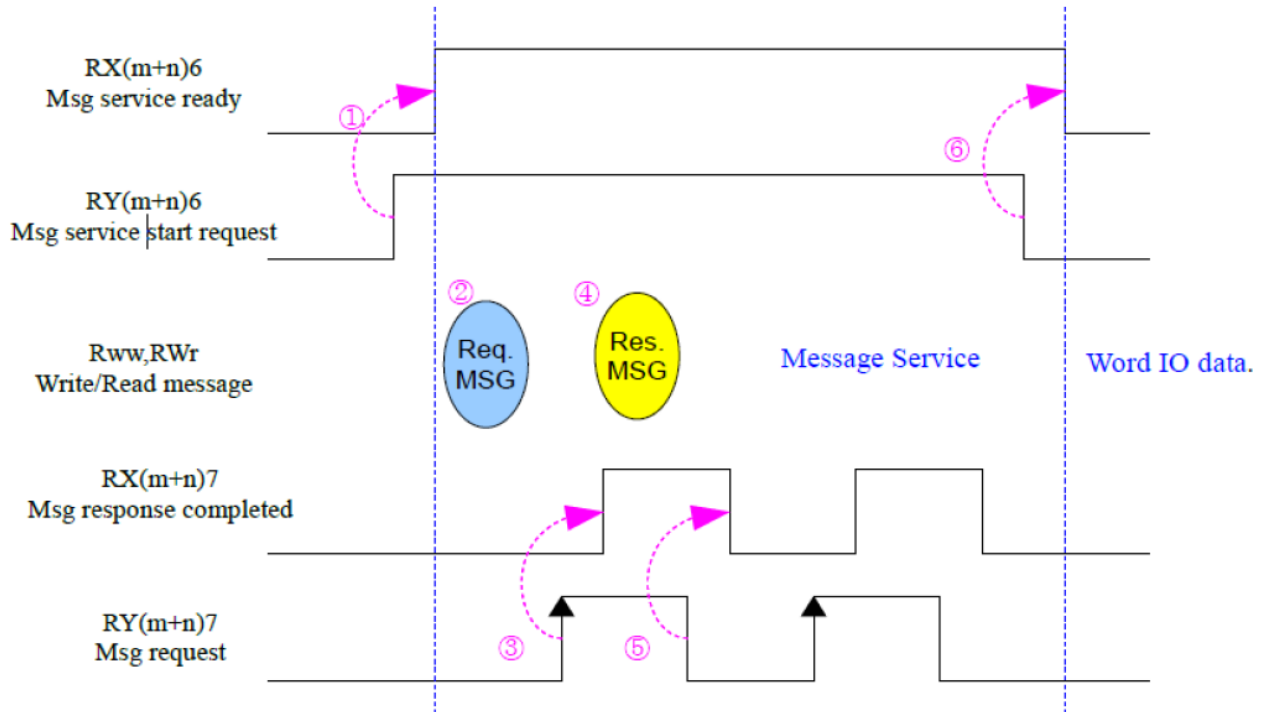 RX(m+n)6
Msg service ready
①
⑥
RY(m+n)6
Msg service start request
②
④
Rww,RWr
Write/Read message
Req.
MSG
Res.
MSG
Message Service
Word IO data.
RX(m+n)7
Msg response completed
RY(m+n)7
Msg request
③
⑤